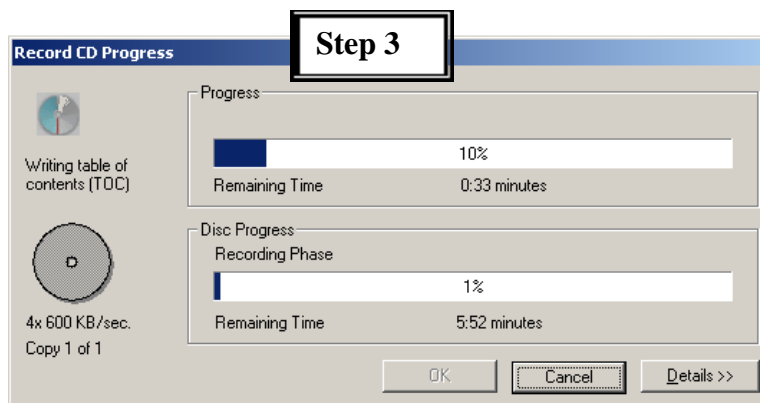 Step 3
Record CD Progress
Progress
Writing table of
contents (TOC)
10%
Remaining Time 0:33 minutes
Disc Progress
Recording Phase
1%
4x 600 KB/sec.
Remaining Time 5:52 minutes
Copy 1 of 1
OK Cancel Details >>